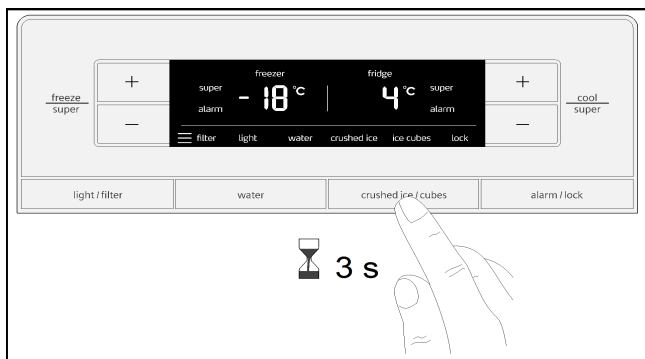 freezer fridge
super -18 °C 4 °C super
alarm alarm
filter light water crushed ice ice cubes lock
freeze
super
+
−
+
−
cool
super
light / filter water crushed ice / cubes alarm / lock
3 s